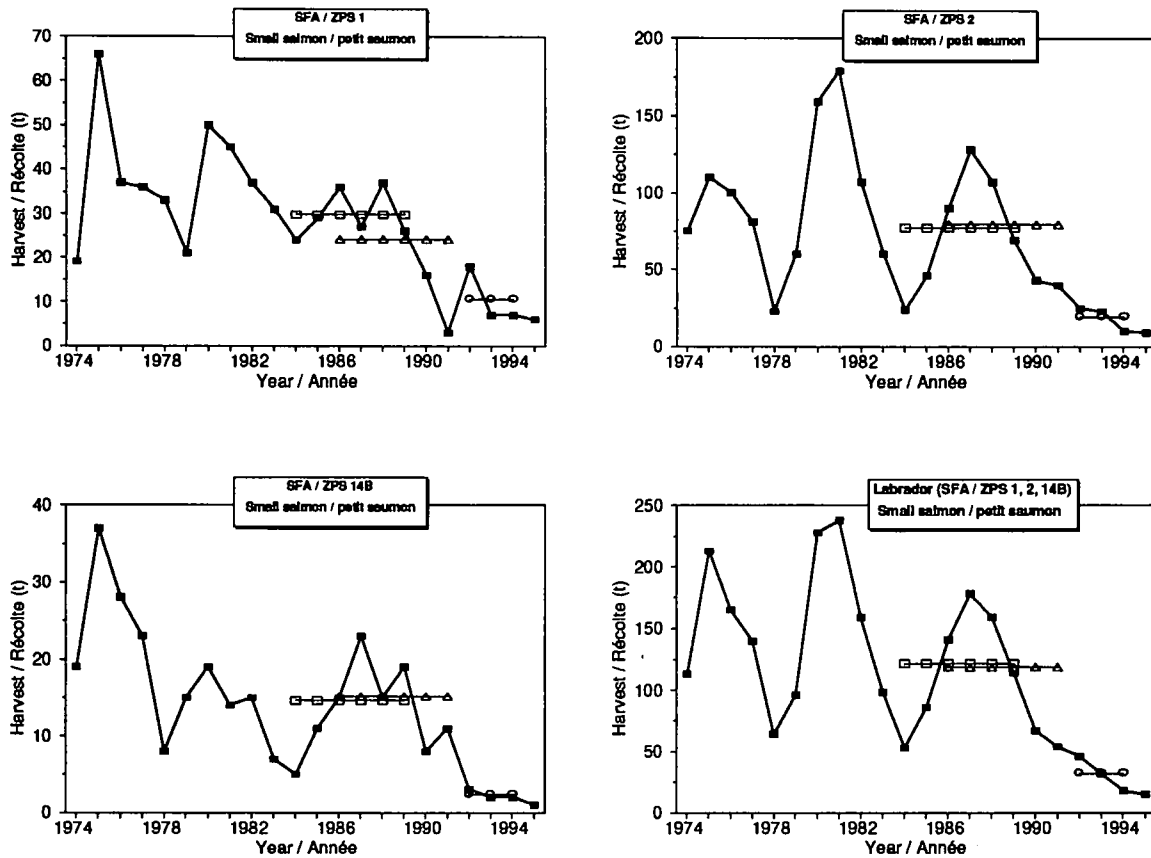 SFA / ZPS 1
Small salmon / petit saumon
Harvest / Récolte (t)
70
60
50
40
30
20
10
0
1974 1978 1982 1986 1990 1994
Year / Année
SFA / ZPS 2
Small salmon / petit saumon
Harvest / Récolte (t)
200
150
100
50
0
1974 1978 1982 1986 1990 1994
Year / Année
SFA / ZPS 14B
Small salmon / petit saumon
Harvest / Récolte (t)
40
30
20
10
0
1974 1978 1982 1986 1990 1994
Year / Année
Labrador (SFA / ZPS 1, 2, 14B)
Small salmon / petit saumon
Harvest / Récolte (t)
250
200
150
100
50
0
1974 1978 1982 1986 1990 1994
Year / Année